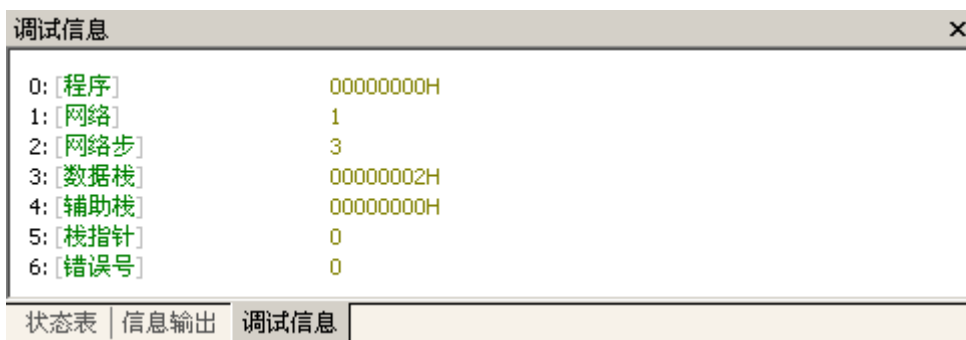 调试信息 ×
0: [程序] 00000000H
1: [网络] 1
2: [网络步] 3
3: [数据栈] 00000002H
4: [辅助栈] 00000000H
5: [栈指针] 0
6: [错误号] 0
状态表 信息输出 调试信息